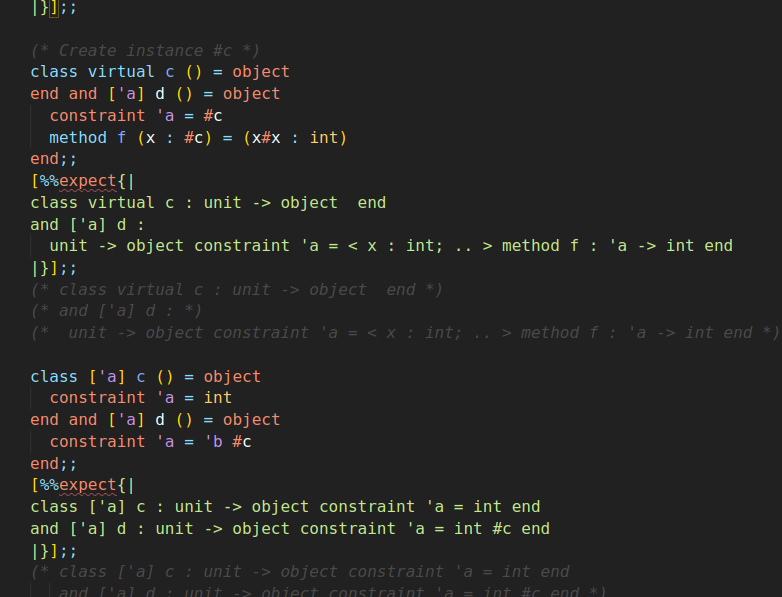 |}];;
(* Create instance #c *)
class virtual c () = object
end and ['a] d () = object
  constraint 'a = #c
  method f (x : #c) = (x#x : int)
end;;
[%%expect{|
class virtual c : unit -> object  end
and ['a] d :
  unit -> object constraint 'a = < x : int; .. > method f : 'a -> int end
|}];;
(* class virtual c : unit -> object  end *)
(* and ['a] d : *)
(*  unit -> object constraint 'a = < x : int; .. > method f : 'a -> int end *)
class ['a] c () = object
  constraint 'a = int
end and ['a] d () = object
  constraint 'a = 'b #c
end;;
[%%expect{|
class ['a] c : unit -> object constraint 'a = int end
and ['a] d : unit -> object constraint 'a = int #c end
|}];;
(* class ['a] c : unit -> object constraint 'a = int end
   and ['a] d : unit -> object constraint 'a = int #c end *)